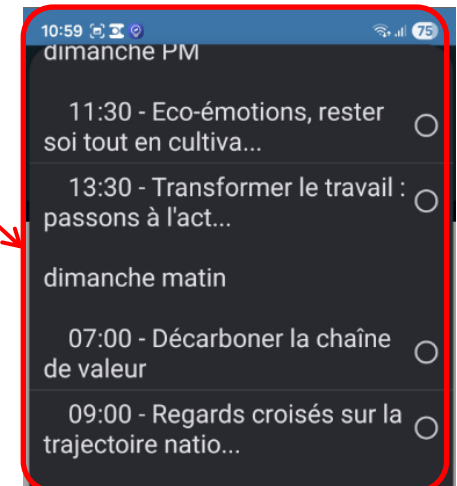 10:59 75
dimanche PM
11:30 - Eco-émotions, rester
soi tout en cultiva...
13:30 - Transformer le travail :
passons à l'act...
dimanche matin
07:00 - Décarboner la chaîne
de valeur
09:00 - Regards croisés sur la
trajectoire natio...